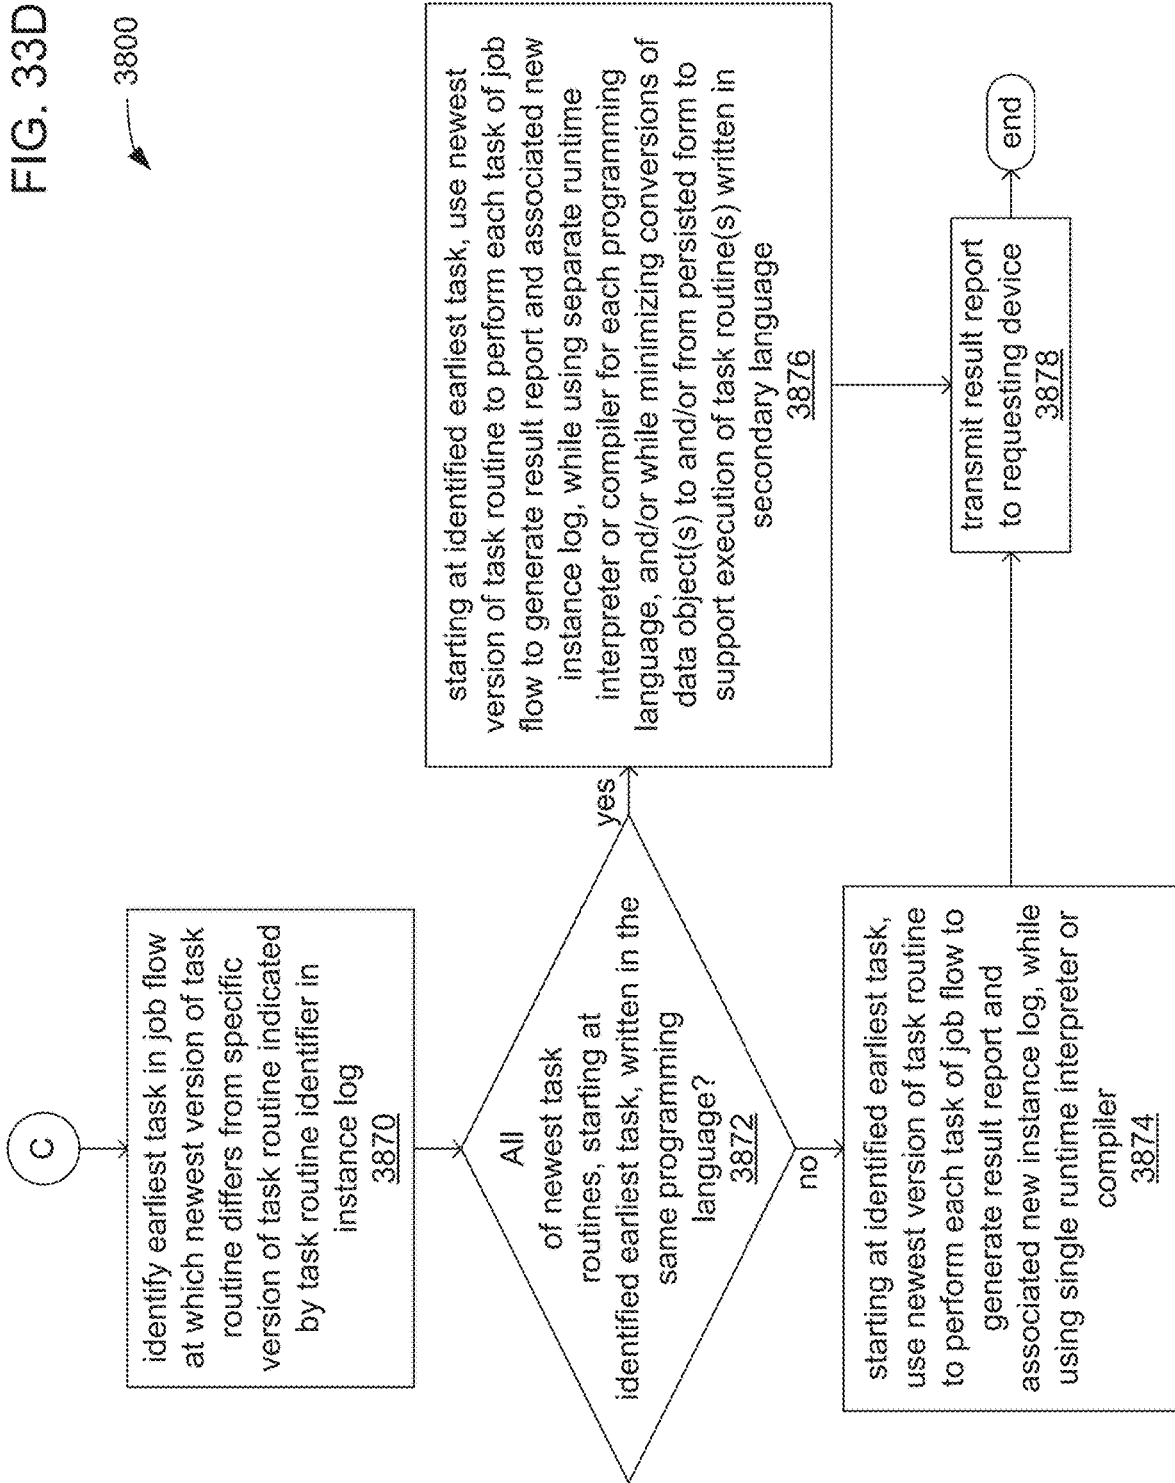 FIG. 33D
3800
C
identify earliest task in job flow
at which newest version of task
routine differs from specific
version of task routine indicated
by task routine identifier in
instance log
3870
All
of newest task
routines, starting at
identified earliest task, written in the
same programming
language?
3872
yes
no
starting at identified earliest task, use newest
version of task routine to perform each task of job
flow to generate result report and associated new
instance log, while using separate runtime
interpreter or compiler for each programming
language, and/or while minimizing conversions of
data object(s) to and/or from persisted form to
support execution of task routine(s) written in
secondary language
3876
starting at identified earliest task,
use newest version of task routine
to perform each task of job flow to
generate result report and
associated new instance log, while
using single runtime interpreter or
compiler
3874
transmit result report
to requesting device
3878
end